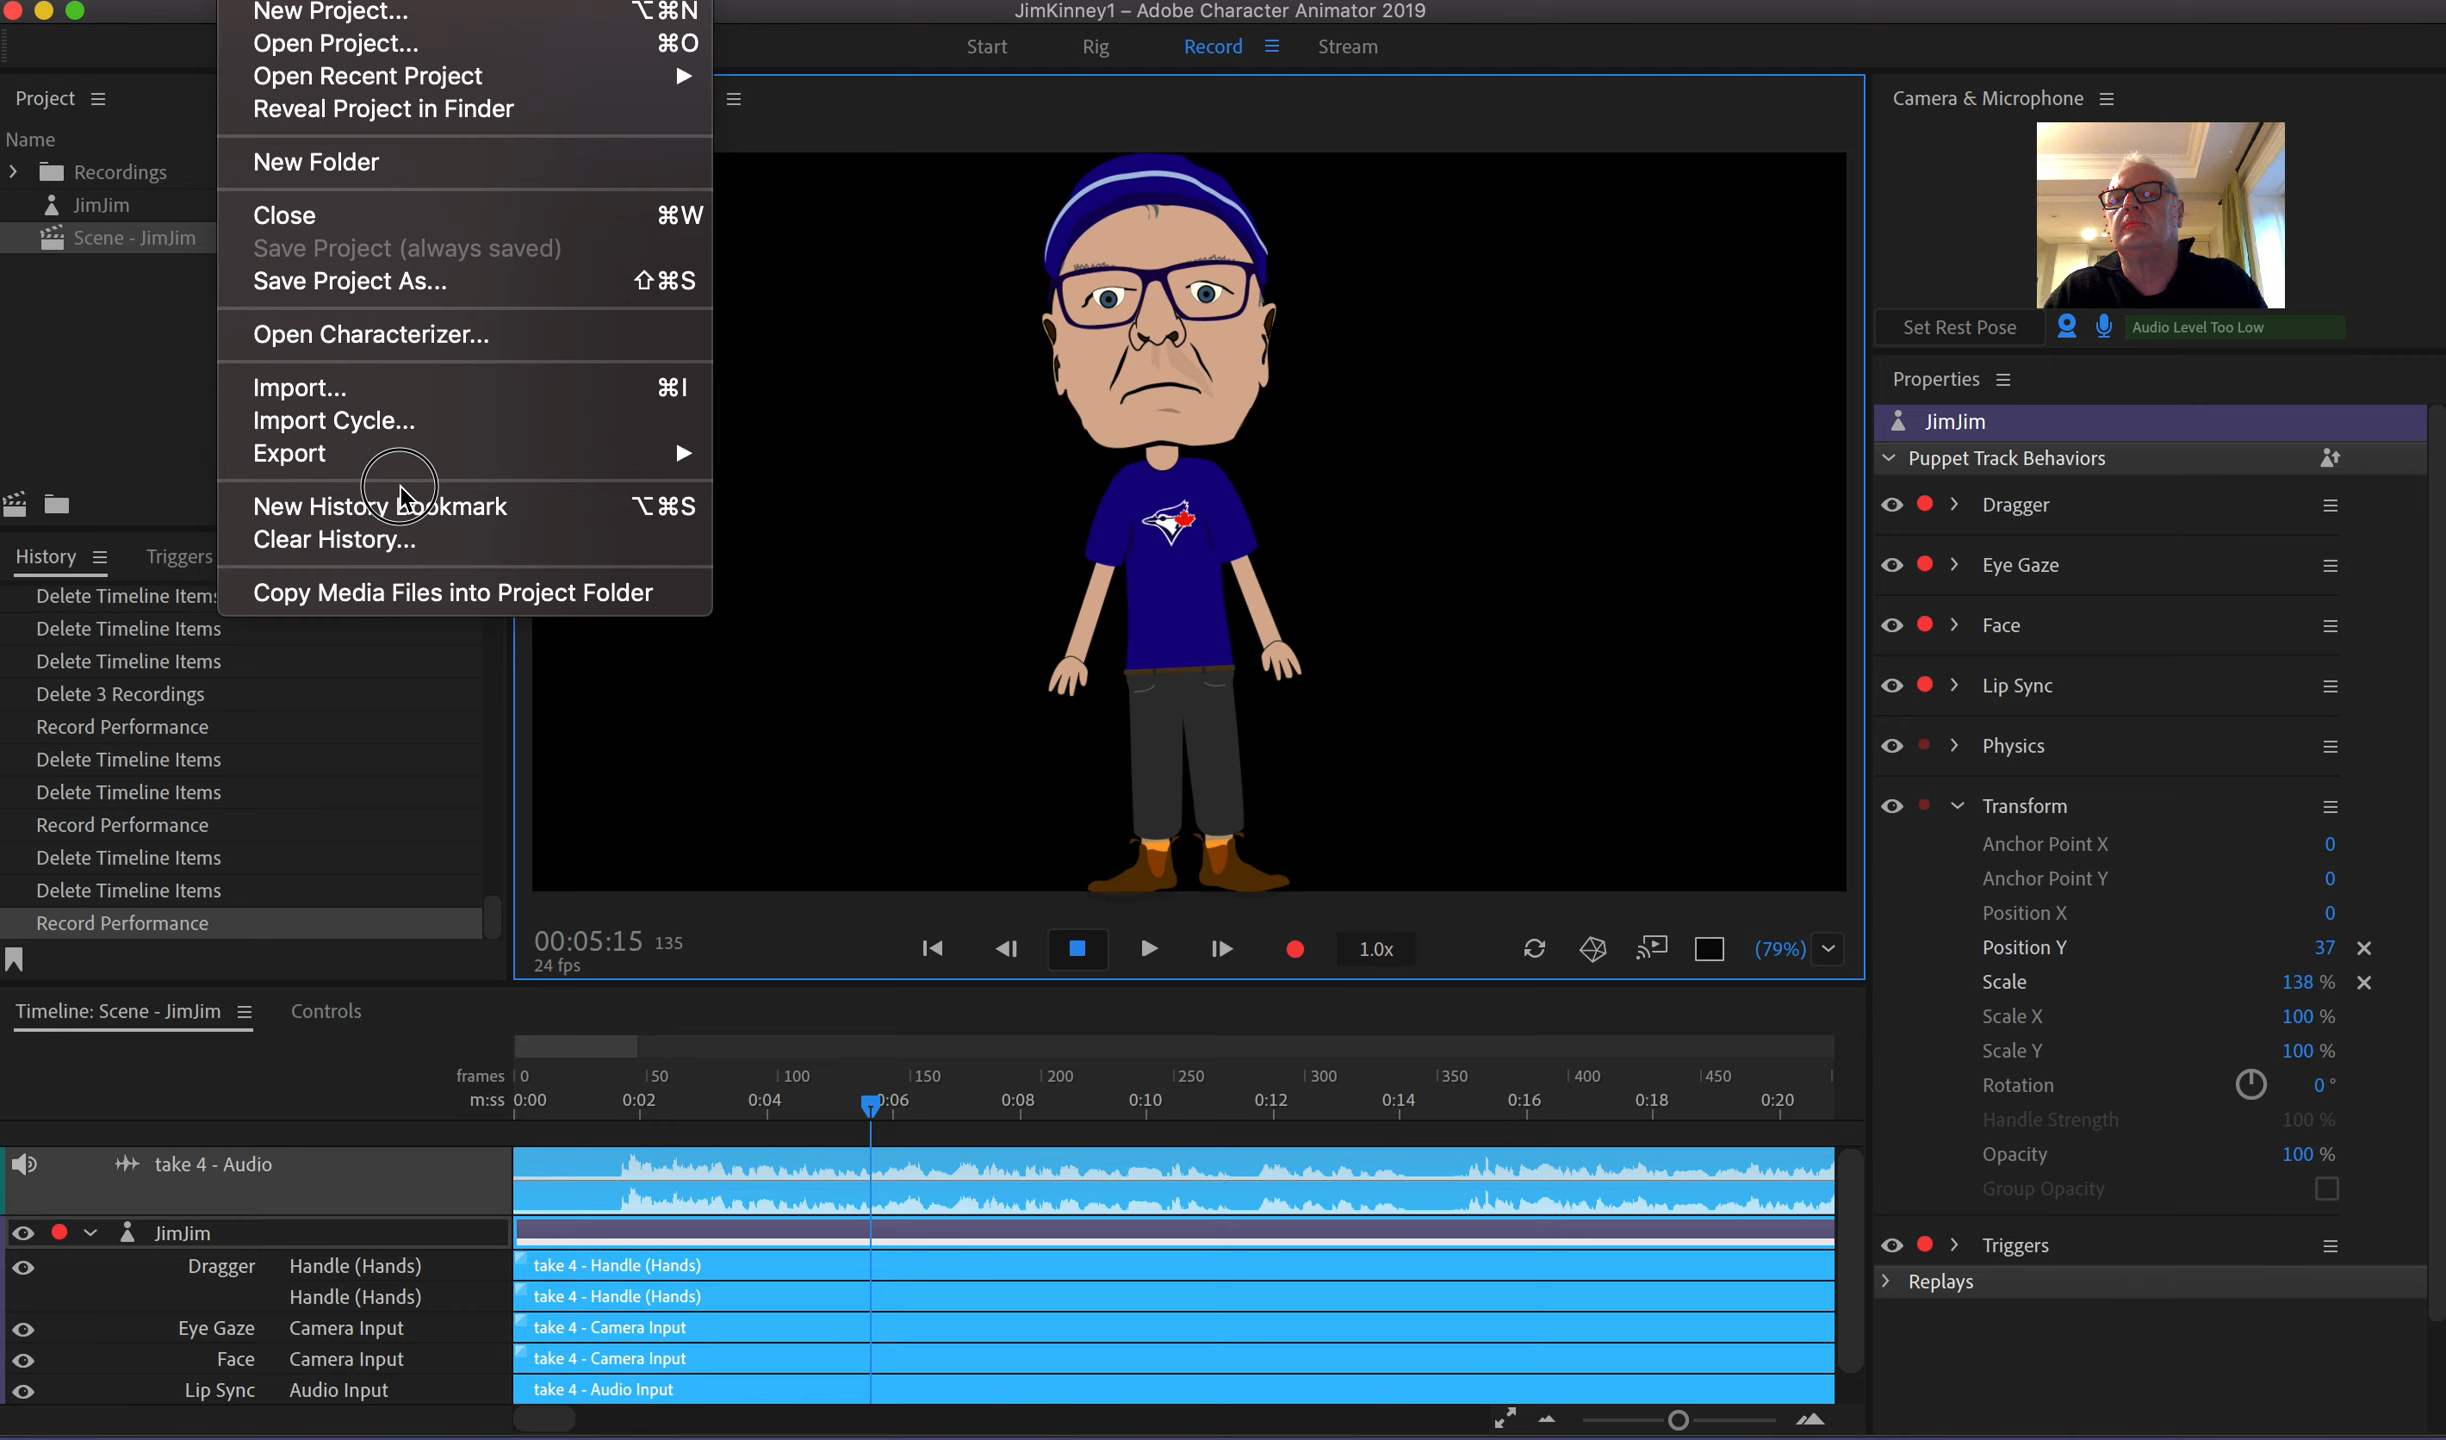 JimKinney1 – Adobe Character Animator 2019
Start
Rig
Record
Stream
New Project... ⌥⌘N
Open Project... ⌘O
Open Recent Project
Reveal Project in Finder
New Folder
Close ⌘W
Save Project (always saved)
Save Project As... ⇧⌘S
Open Characterizer...
Import... ⌘I
Import Cycle...
Export
New History Bookmark ⌥⌘S
Clear History...
Copy Media Files into Project Folder
Project
Name
Recordings
JimJim
Scene - JimJim
History
Triggers
Delete Timeline Items
Delete Timeline Items
Delete Timeline Items
Delete 3 Recordings
Record Performance
Delete Timeline Items
Delete Timeline Items
Record Performance
Delete Timeline Items
Delete Timeline Items
Record Performance
00:05:15 135
24 fps
1.0x
(79%)
Camera & Microphone
Set Rest Pose
Audio Level Too Low
Properties
JimJim
Puppet Track Behaviors
Dragger
Eye Gaze
Face
Lip Sync
Physics
Transform
Anchor Point X 0
Anchor Point Y 0
Position X 0
Position Y 37
Scale 138 %
Scale X 100 %
Scale Y 100 %
Rotation 0 °
Handle Strength 100 %
Opacity 100 %
Group Opacity
Triggers
Replays
Timeline: Scene - JimJim
Controls
frames 0 50 100 150 200 250 300 350 400 450
m:ss 0:00 0:02 0:04 0:06 0:08 0:10 0:12 0:14 0:16 0:18 0:20
take 4 - Audio
JimJim
Dragger Handle (Hands) take 4 - Handle (Hands)
Handle (Hands) take 4 - Handle (Hands)
Eye Gaze Camera Input take 4 - Camera Input
Face Camera Input take 4 - Camera Input
Lip Sync Audio Input take 4 - Audio Input